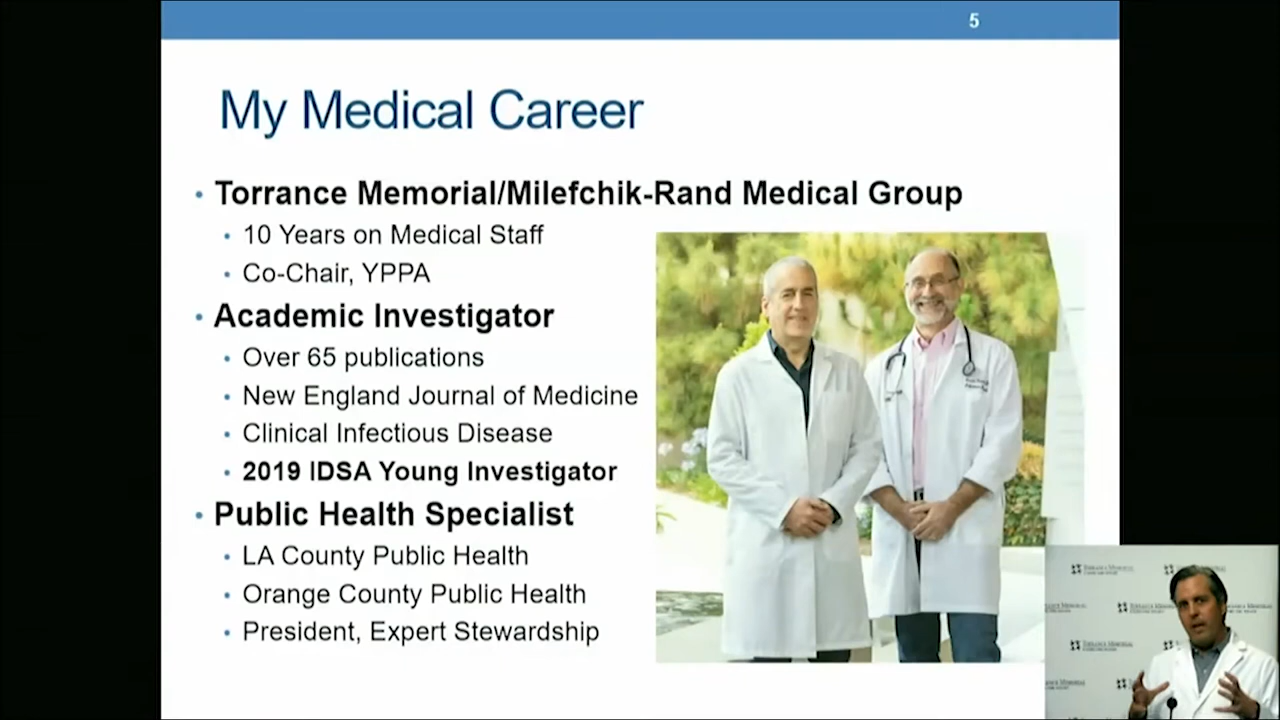 5
My Medical Career
Torrance Memorial/Milefchik-Rand Medical Group
10 Years on Medical Staff
Co-Chair, YPPA
Academic Investigator
Over 65 publications
New England Journal of Medicine
Clinical Infectious Disease
2019 IDSA Young Investigator
Public Health Specialist
LA County Public Health
Orange County Public Health
President, Expert Stewardship
TORRANCE MEMORIAL